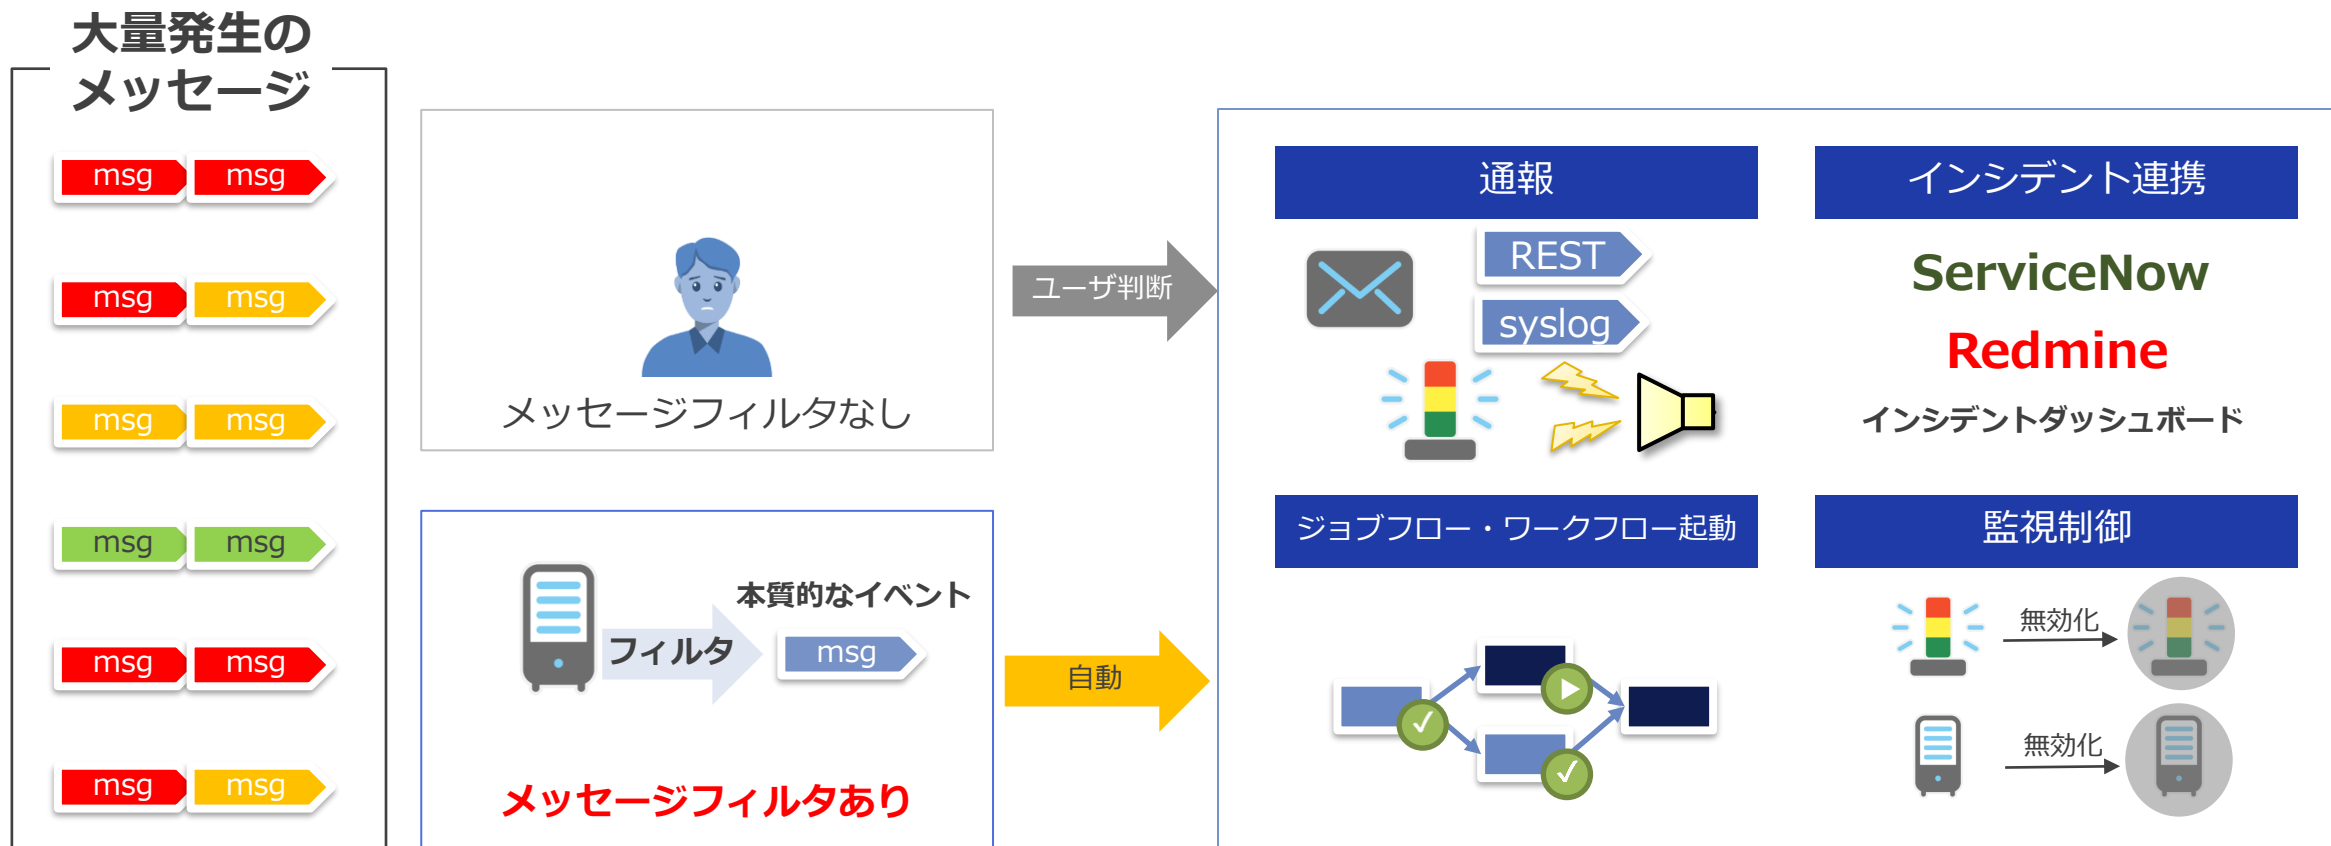 大量発生の
メッセージ
msg msg
msg msg
msg msg
msg msg
msg msg
msg msg
メッセージフィルタなし
ユーザ判断
本質的なイベント
フィルタ
msg
メッセージフィルタあり
自動
通報
REST
syslog
インシデント連携
ServiceNow
Redmine
インシデントダッシュボード
ジョブフロー・ワークフロー起動
監視制御
無効化
無効化